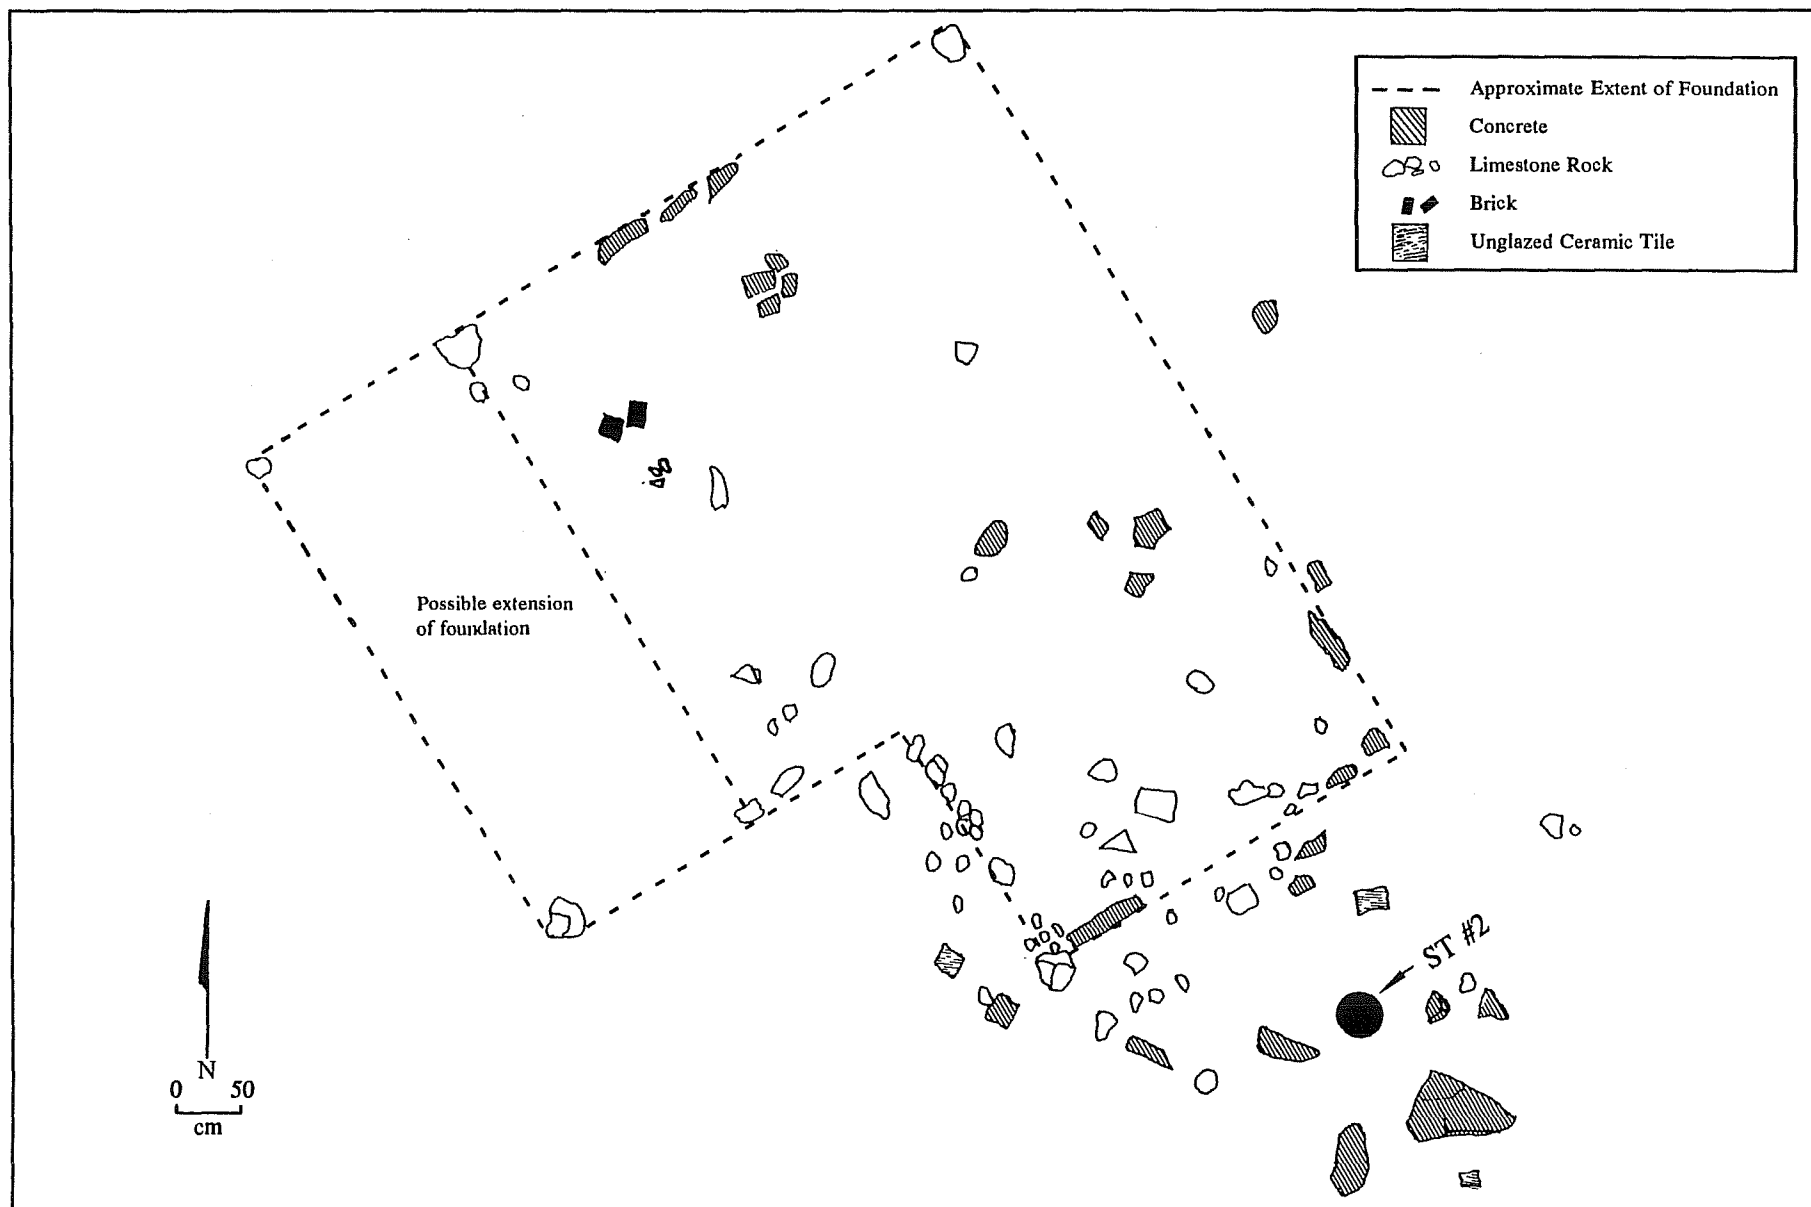 Approximate Extent of Foundation
Concrete
Limestone Rock
Brick
Unglazed Ceramic Tile
Possible extension
of foundation
ST #2
N
0 50
cm